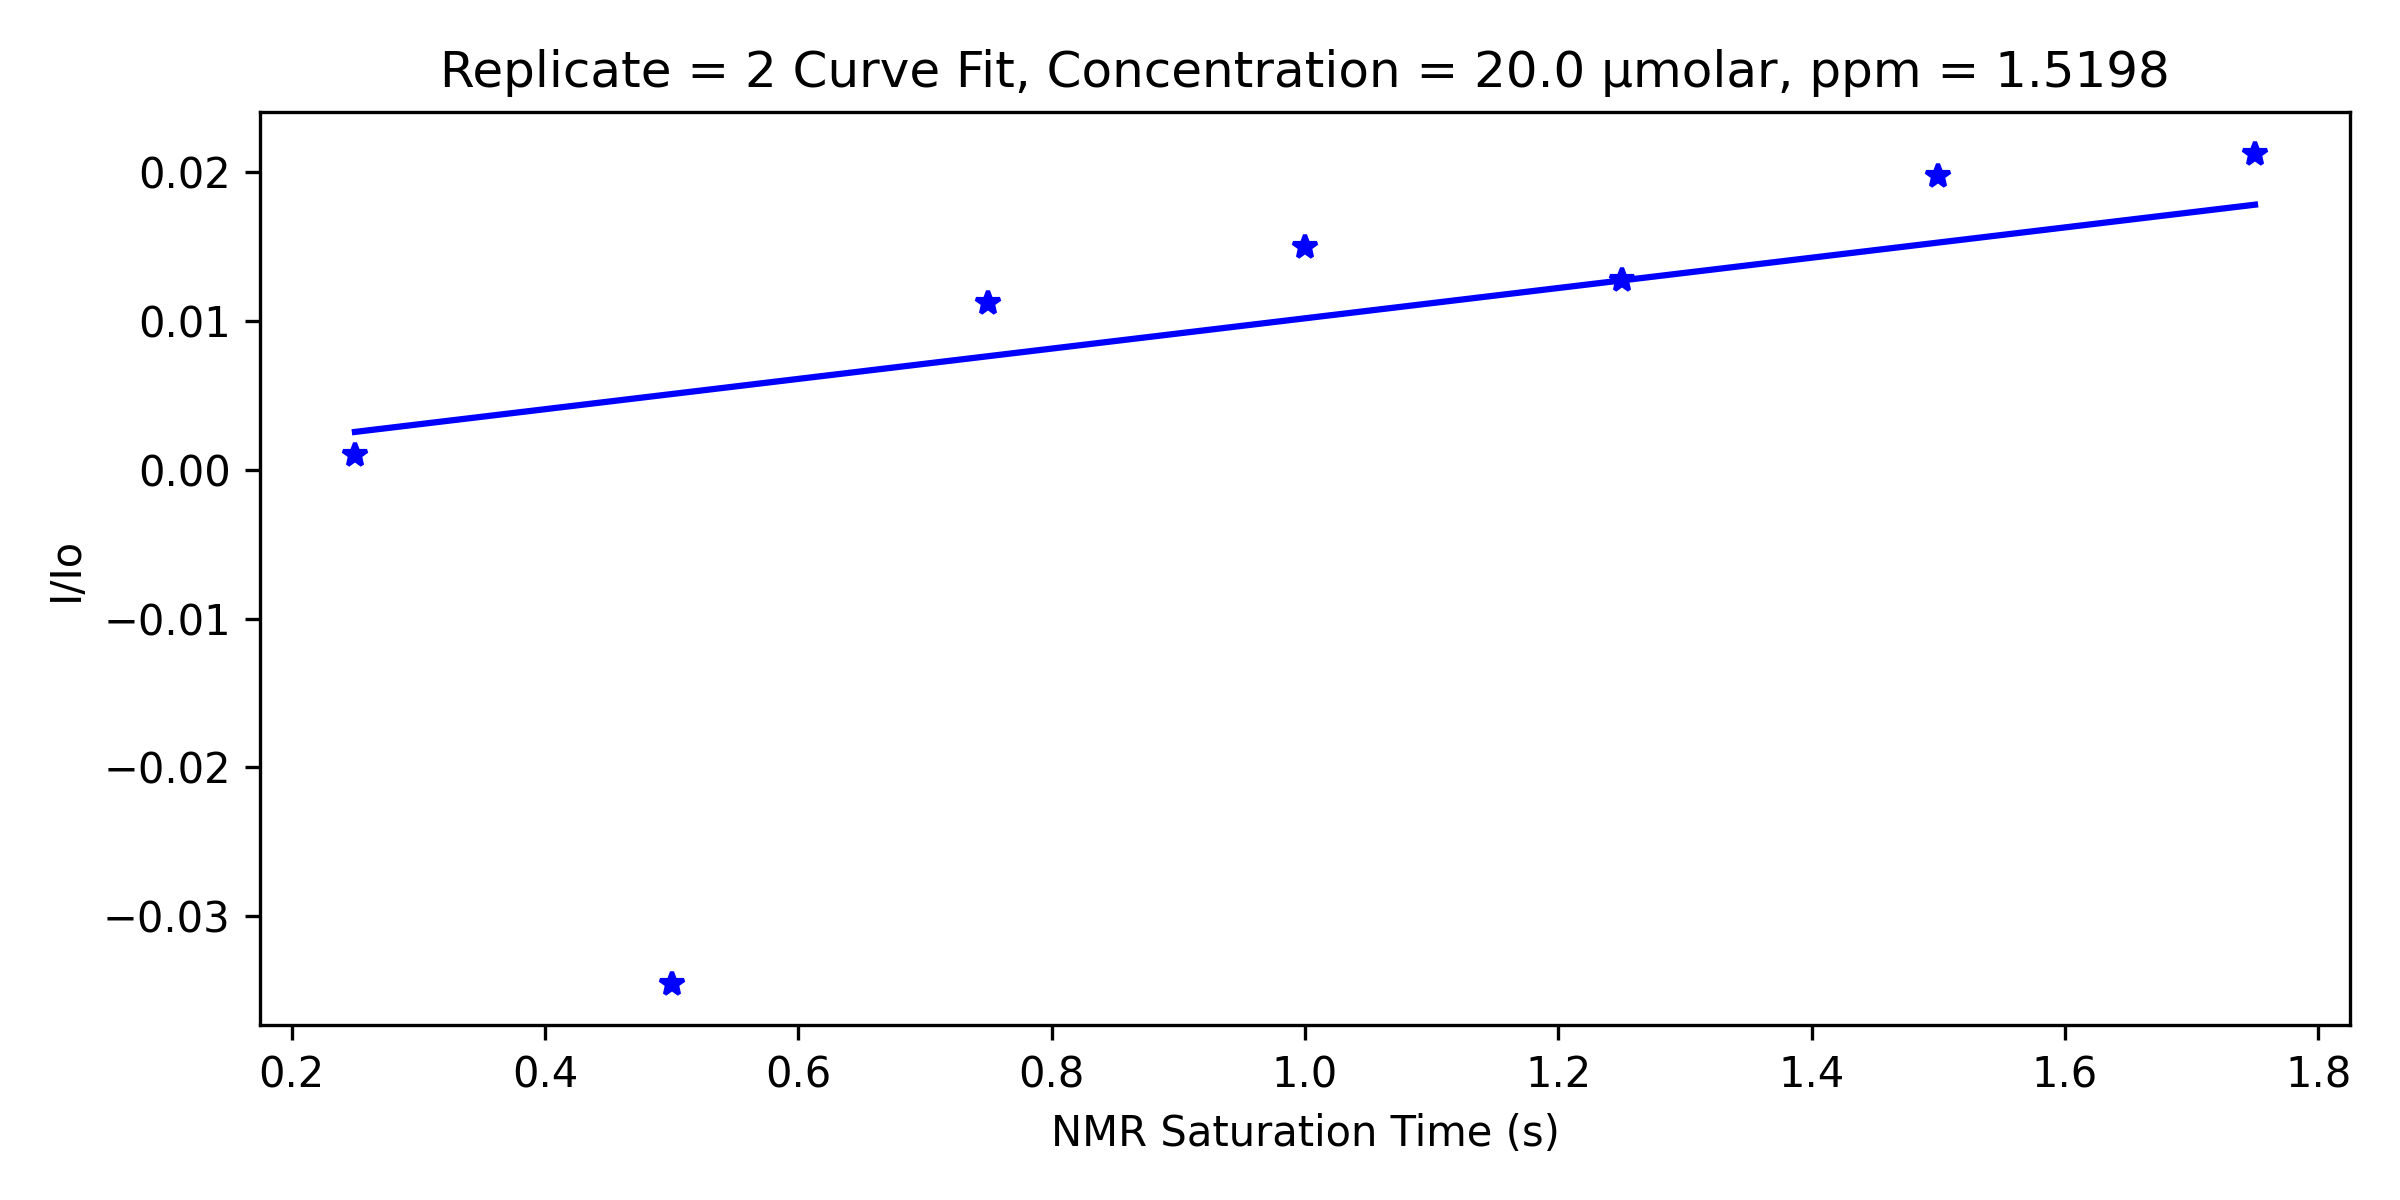 Replicate = 2 Curve Fit, Concentration = 20.0 µmolar, ppm = 1.5198
0.02
0.01
0.00
−0.01
−0.02
−0.03
I/Io
0.2 0.4 0.6 0.8 1.0 1.2 1.4 1.6 1.8
NMR Saturation Time (s)